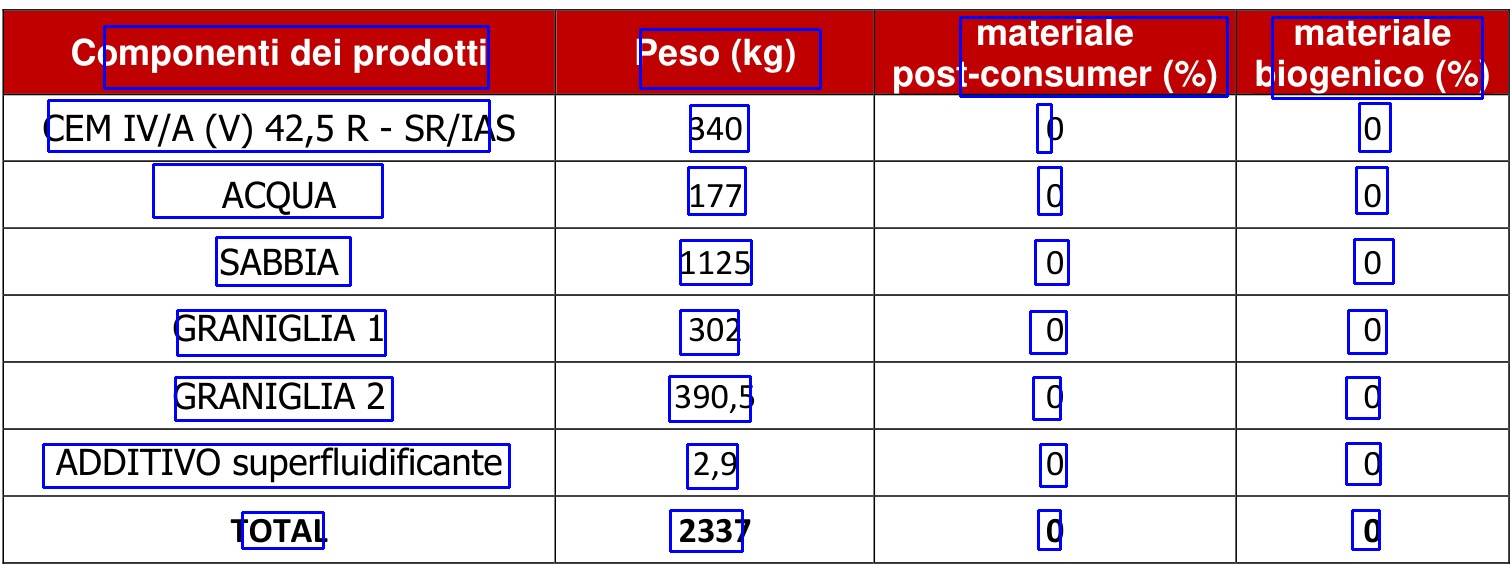 Componenti dei prodotti Peso (kg) materiale post-consumer (%) materiale biogenico (%)
CEM IV/A (V) 42,5 R - SR/IAS 340 0 0
ACQUA 177 0 0
SABBIA 1125 0 0
GRANIGLIA 1 302 0 0
GRANIGLIA 2 390,5 0 0
ADDITIVO superfluidificante 2,9 0 0
TOTAL 2337 0 0